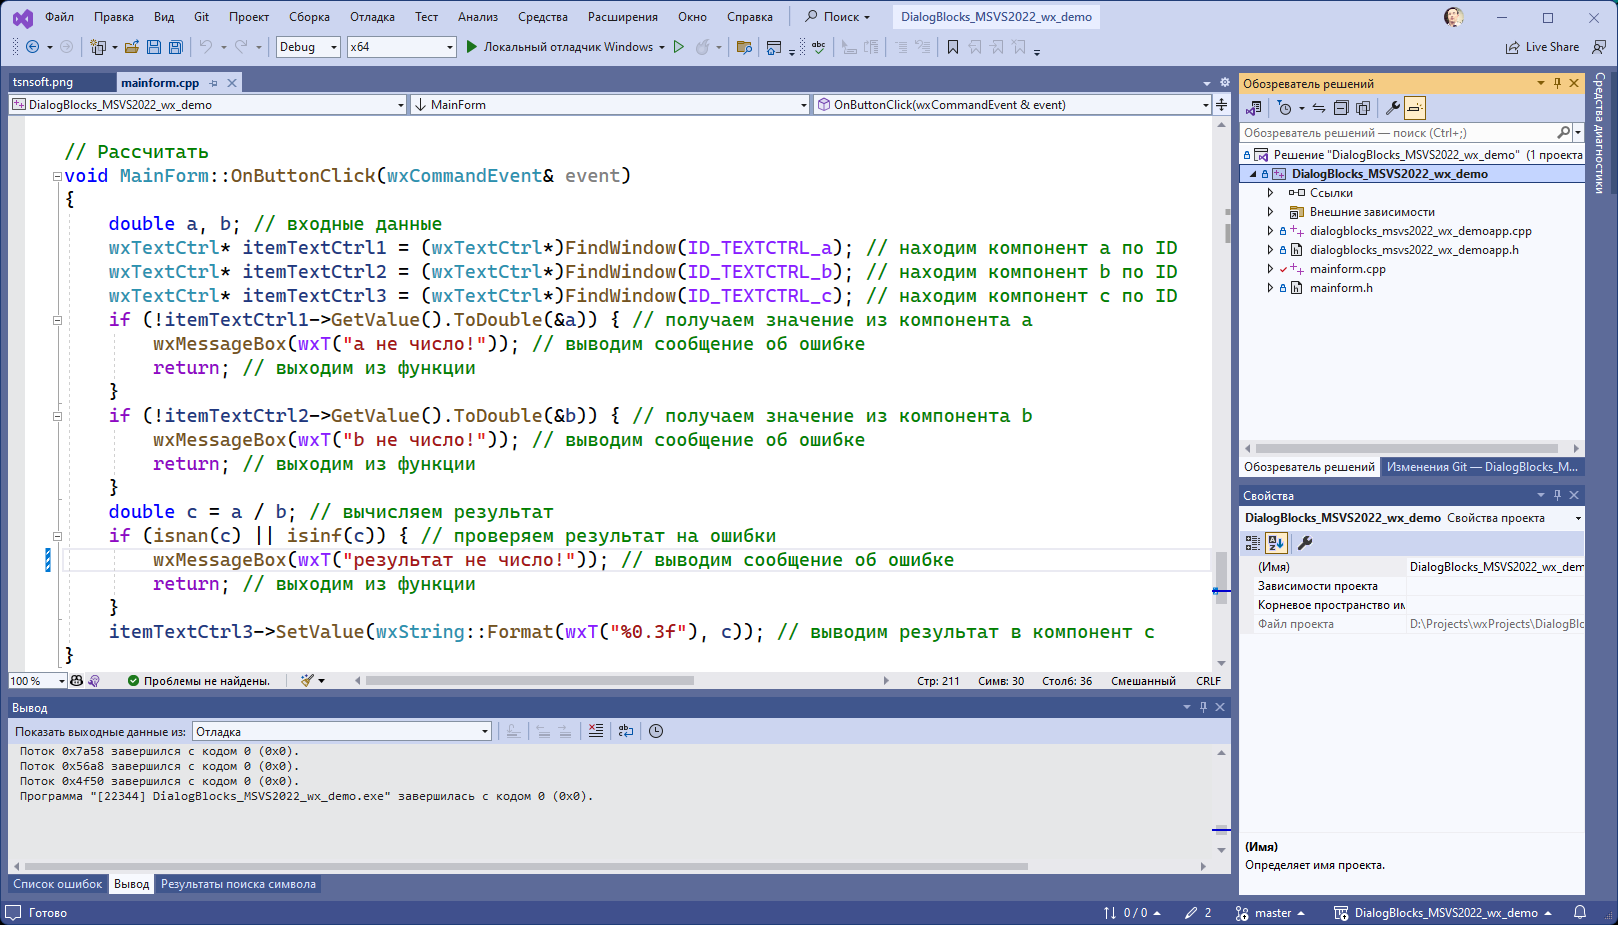 Файл Правка Вид Git Проект Сборка Отладка Тест Анализ Средства Расширения Окно Справка Поиск DialogBlocks_MSVS2022_wx_demo
Debug x64 Локальный отладчик Windows Live Share
tsnsoft.png mainform.cpp
DialogBlocks_MSVS2022_wx_demo MainForm OnButtonClick(wxCommandEvent & event)
// Рассчитать
void MainForm::OnButtonClick(wxCommandEvent& event)
{
double a, b; // входные данные
wxTextCtrl* itemTextCtrl1 = (wxTextCtrl*)FindWindow(ID_TEXTCTRL_a); // находим компонент a по ID
wxTextCtrl* itemTextCtrl2 = (wxTextCtrl*)FindWindow(ID_TEXTCTRL_b); // находим компонент b по ID
wxTextCtrl* itemTextCtrl3 = (wxTextCtrl*)FindWindow(ID_TEXTCTRL_c); // находим компонент c по ID
if (!itemTextCtrl1->GetValue().ToDouble(&a)) { // получаем значение из компонента a
wxMessageBox(wxT("a не число!")); // выводим сообщение об ошибке
return; // выходим из функции
}
if (!itemTextCtrl2->GetValue().ToDouble(&b)) { // получаем значение из компонента b
wxMessageBox(wxT("b не число!")); // выводим сообщение об ошибке
return; // выходим из функции
}
double c = a / b; // вычисляем результат
if (isnan(c) || isinf(c)) { // проверяем результат на ошибки
wxMessageBox(wxT("результат не число!")); // выводим сообщение об ошибке
return; // выходим из функции
}
itemTextCtrl3->SetValue(wxString::Format(wxT("%0.3f"), c)); // выводим результат в компонент c
}
100 % Проблемы не найдены. Стр: 211 Симв: 30 Столб: 36 Смешанный CRLF
Вывод
Показать выходные данные из: Отладка
Поток 0x7a58 завершился с кодом 0 (0x0).
Поток 0x56a8 завершился с кодом 0 (0x0).
Поток 0x4f50 завершился с кодом 0 (0x0).
Программа "[22344] DialogBlocks_MSVS2022_wx_demo.exe" завершилась с кодом 0 (0x0).
Список ошибок Вывод Результаты поиска символа
Обозреватель решений
Обозреватель решений — поиск (Ctrl+;)
Решение "DialogBlocks_MSVS2022_wx_demo" (1 проекта
DialogBlocks_MSVS2022_wx_demo
Ссылки
Внешние зависимости
dialogblocks_msvs2022_wx_demoapp.cpp
dialogblocks_msvs2022_wx_demoapp.h
mainform.cpp
mainform.h
Обозреватель решений Изменения Git — DialogBlocks_M...
Свойства
DialogBlocks_MSVS2022_wx_demo Свойства проекта
(Имя) DialogBlocks_MSVS2022_wx_dem
Зависимости проекта
Корневое пространство им
Файл проекта D:\Projects\wxProjects\DialogBlc
(Имя)
Определяет имя проекта.
Средства диагностики
Готово 0 / 0 2 master DialogBlocks_MSVS2022_wx_demo